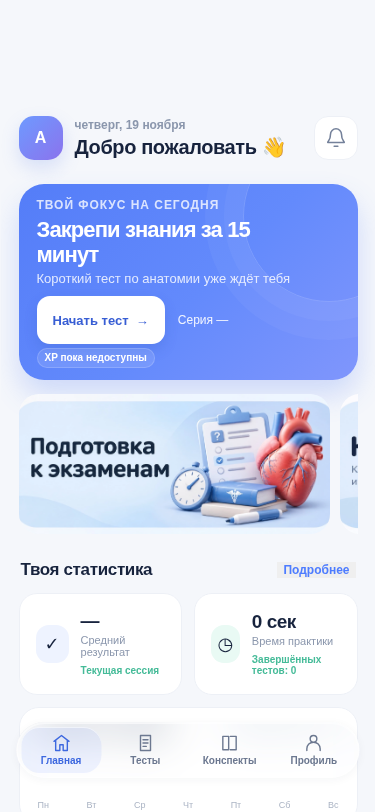 четверг, 19 ноября
A
Добро пожаловать 👋
ТВОЙ ФОКУС НА СЕГОДНЯ
Закрепи знания за 15
минут
Короткий тест по анатомии уже ждёт тебя
Начать тест →
Серия —
XP пока недоступны
Подготовка
к экзаменам
Твоя статистика
Подробнее
—
Средний
результат
Текущая сессия
0 сек
Время практики
Завершённых
тестов: 0
Главная
Тесты
Конспекты
Профиль
Пн Вт Ср Чт Пт Сб Вс